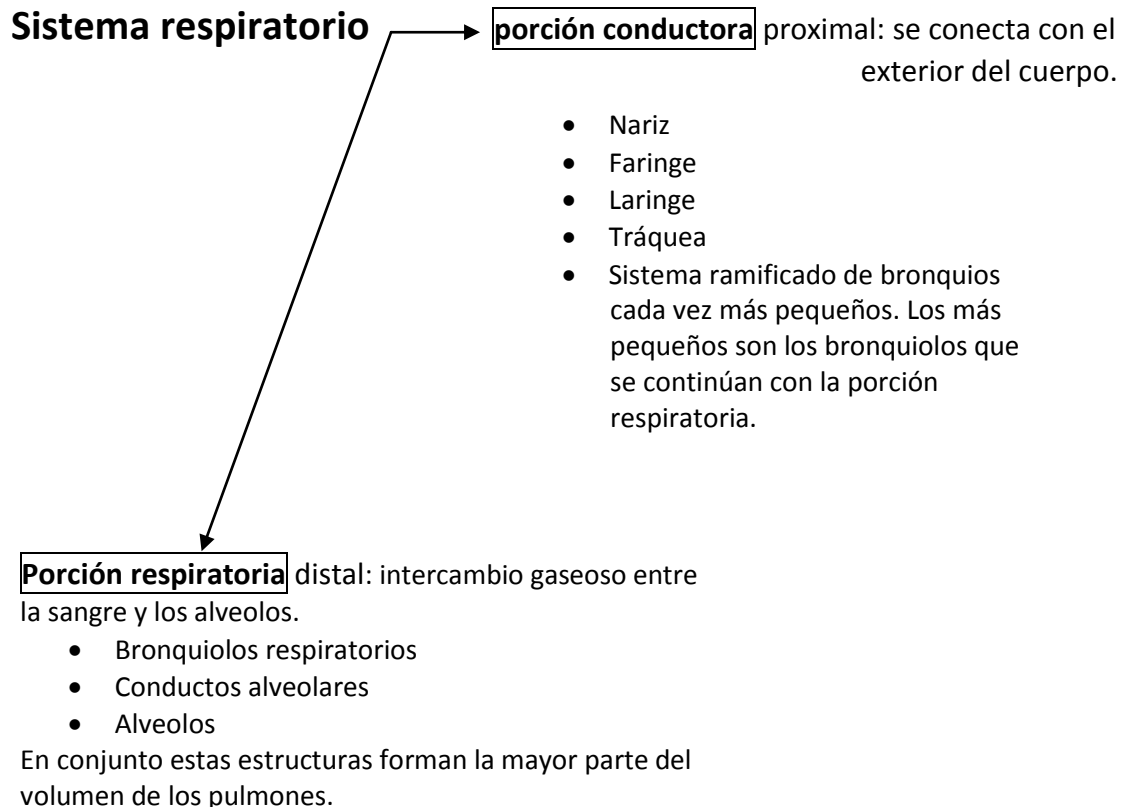 Sistema respiratorio
porción conductora proximal: se conecta con el
exterior del cuerpo.
• Nariz
• Faringe
• Laringe
• Tráquea
• Sistema ramificado de bronquios
cada vez más pequeños. Los más
pequeños son los bronquiolos que
se continúan con la porción
respiratoria.
Porción respiratoria distal: intercambio gaseoso entre
la sangre y los alveolos.
• Bronquiolos respiratorios
• Conductos alveolares
• Alveolos
En conjunto estas estructuras forman la mayor parte del
volumen de los pulmones.